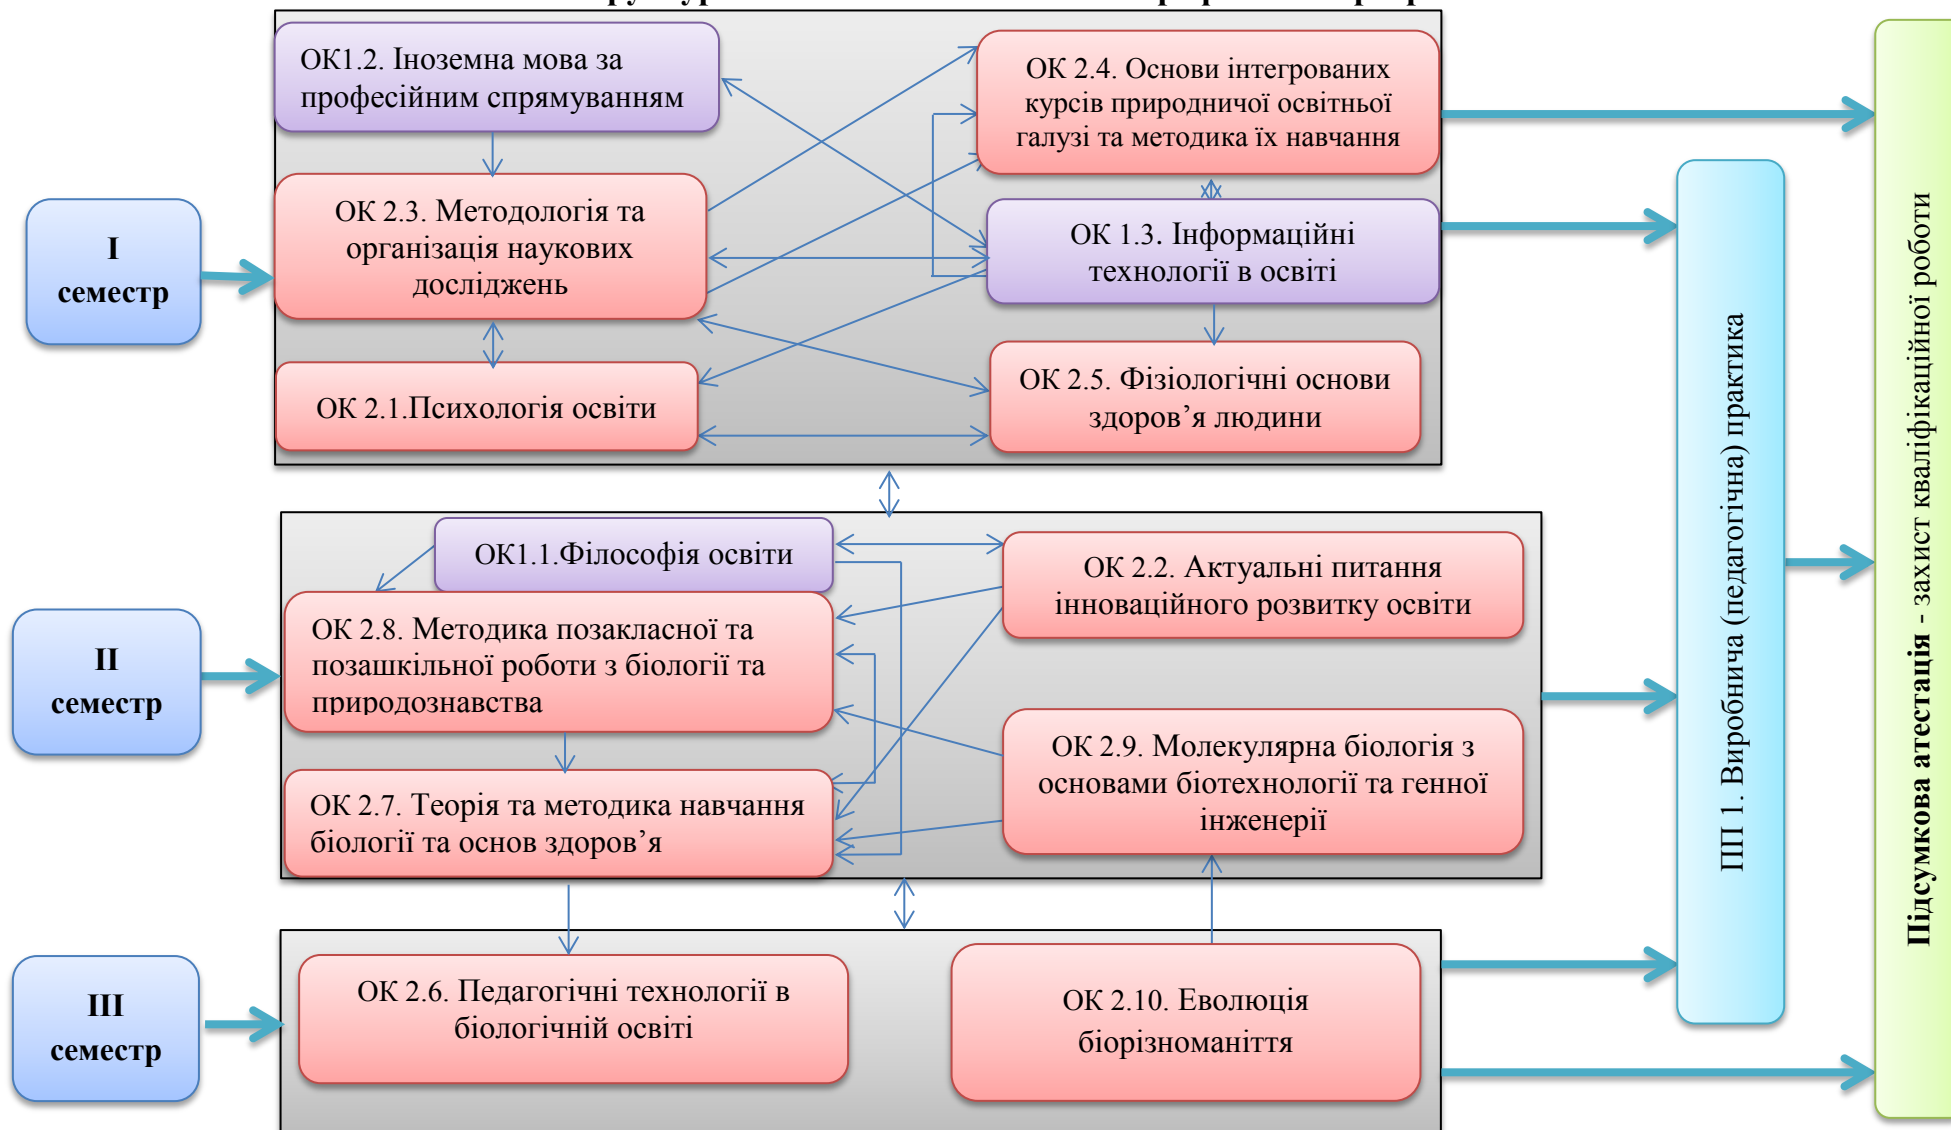 І
семестр
ОК1.2. Іноземна мова за
професійним спрямуванням
ОК 2.3. Методологія та
організація наукових
досліджень
ОК 2.1.Психологія освіти
ОК 2.4. Основи інтегрованих
курсів природничої освітньої
галузі та методика їх навчання
ОК 1.3. Інформаційні
технології в освіті
ОК 2.5. Фізіологічні основи
здоров’я людини
ІІ
семестр
ОК1.1.Філософія освіти
ОК 2.8. Методика позакласної та
позашкільної роботи з біології та
природознавства
ОК 2.7. Теорія та методика навчання
біології та основ здоров’я
ОК 2.2. Актуальні питання
інноваційного розвитку освіти
ОК 2.9. Молекулярна біологія з
основами біотехнології та генної
інженерії
ІІІ
семестр
ОК 2.6. Педагогічні технології в
біологічній освіті
ОК 2.10. Еволюція
біорізноманіття
ПП 1. Виробнича (педагогічна) практика
Підсумкова атестація - захист кваліфікаційної роботи